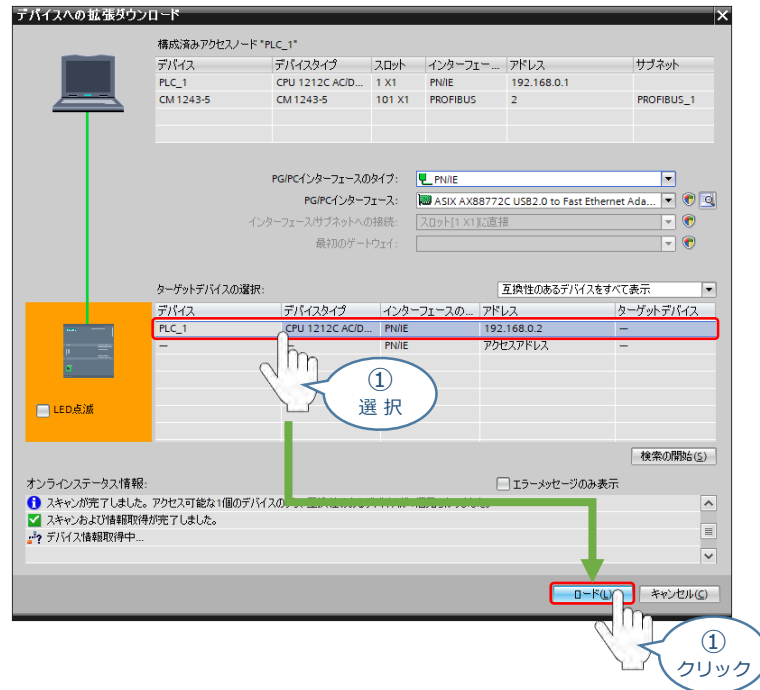 デバイスへの拡張ダウンロード
構成済みアクセスノード "PLC_1"
デバイス デバイスタイプ スロット インターフェー... アドレス サブネット
PLC_1 CPU 1212C AC/D... 1 X1 PN/IE 192.168.0.1
CM 1243-5 CM 1243-5 101 X1 PROFIBUS 2 PROFIBUS_1
PG/PCインターフェースのタイプ: PN/IE
PG/PCインターフェース: ASIX AX88772C USB2.0 to Fast Ethernet Ada...
インターフェース/サブネットへの接続: スロット[1 X1]に直接
最初のゲートウェイ:
ターゲットデバイスの選択: 互換性のあるデバイスをすべて表示
デバイス デバイスタイプ インターフェースの... アドレス ターゲットデバイス
PLC_1 CPU 1212C AC/D... PN/IE 192.168.0.2 —
— — PN/IE アクセスアドレス —
①
選 択
LED点滅
検索の開始(S)
オンラインステータス情報: エラーメッセージのみ表示
スキャンが完了しました。アクセス可能な1個のデバイスの
スキャンおよび情報取得が完了しました。
デバイス情報取得中...
ロード(L) キャンセル(C)
①
クリック